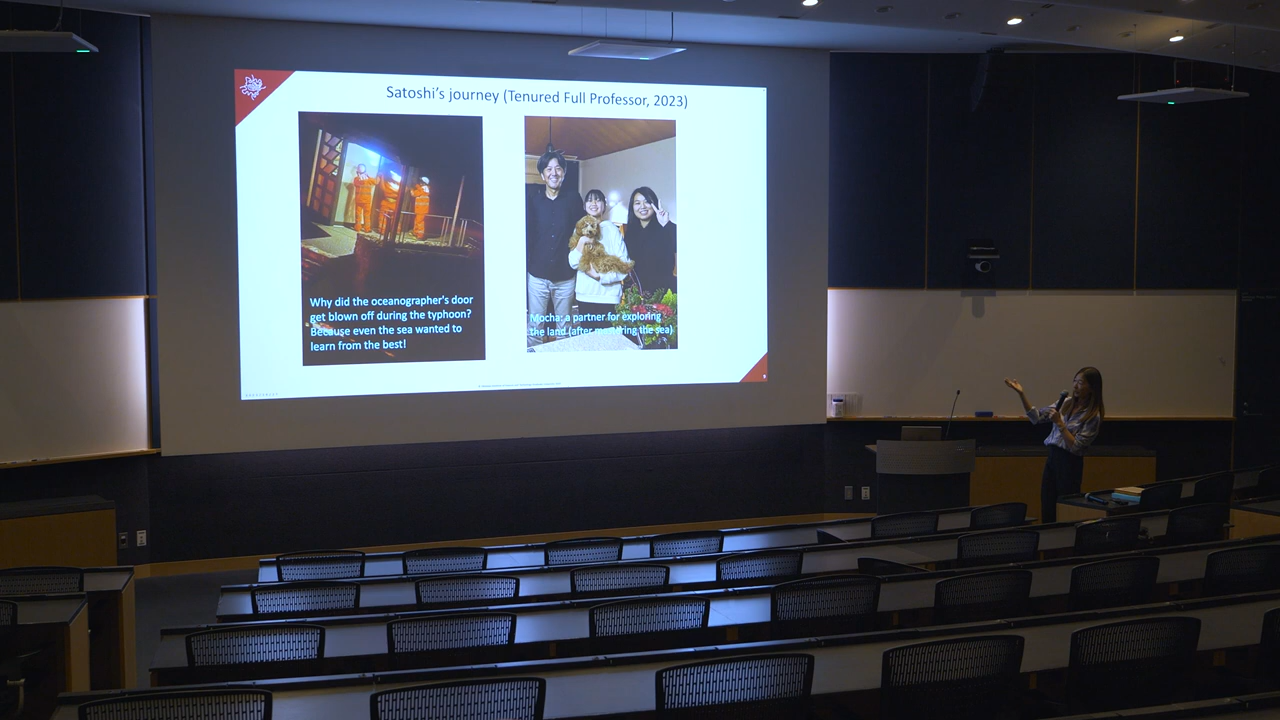 Satoshi's journey (Tenured Full Professor, 2023)
Why did the oceanographer's door
get blown off during the typhoon?
Because even the sea wanted to
learn from the best!
Mocha: a partner for exploring
the land (after mastering the sea)